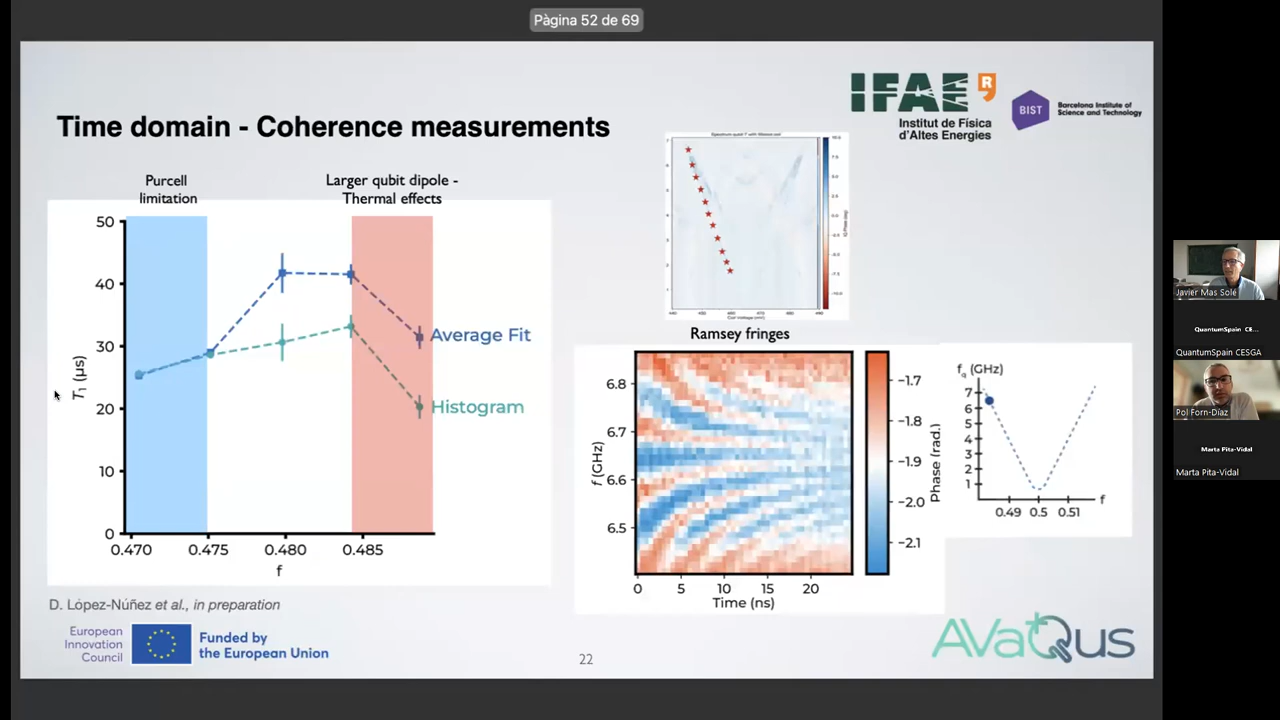 Pàgina 52 de 69
IFAE R
Institut de Física
d'Altes Energies
BIST
Barcelona Institute of
Science and Technology
Time domain - Coherence measurements
Purcell
limitation
Larger qubit dipole -
Thermal effects
50
40
30
20
10
0
T1 (µs)
0.470
0.475
0.480
0.485
f
Average Fit
Histogram
Ramsey fringes
6.8
6.7
6.6
6.5
f (GHz)
0
5
10
15
20
Time (ns)
−1.7
−1.8
−1.9
−2.0
−2.1
Phase (rad.)
fq (GHz)
7
6
5
4
3
2
1
0.49
0.5
0.51
f
D. López-Núñez et al., in preparation
European
Innovation
Council
Funded by
the European Union
22
AVaQus
Javier Mas Solé
QuantumSpain CE...
QuantumSpain CESGA
Pol Forn-Díaz
Marta Pita-Vidal
Marta Pita-Vidal